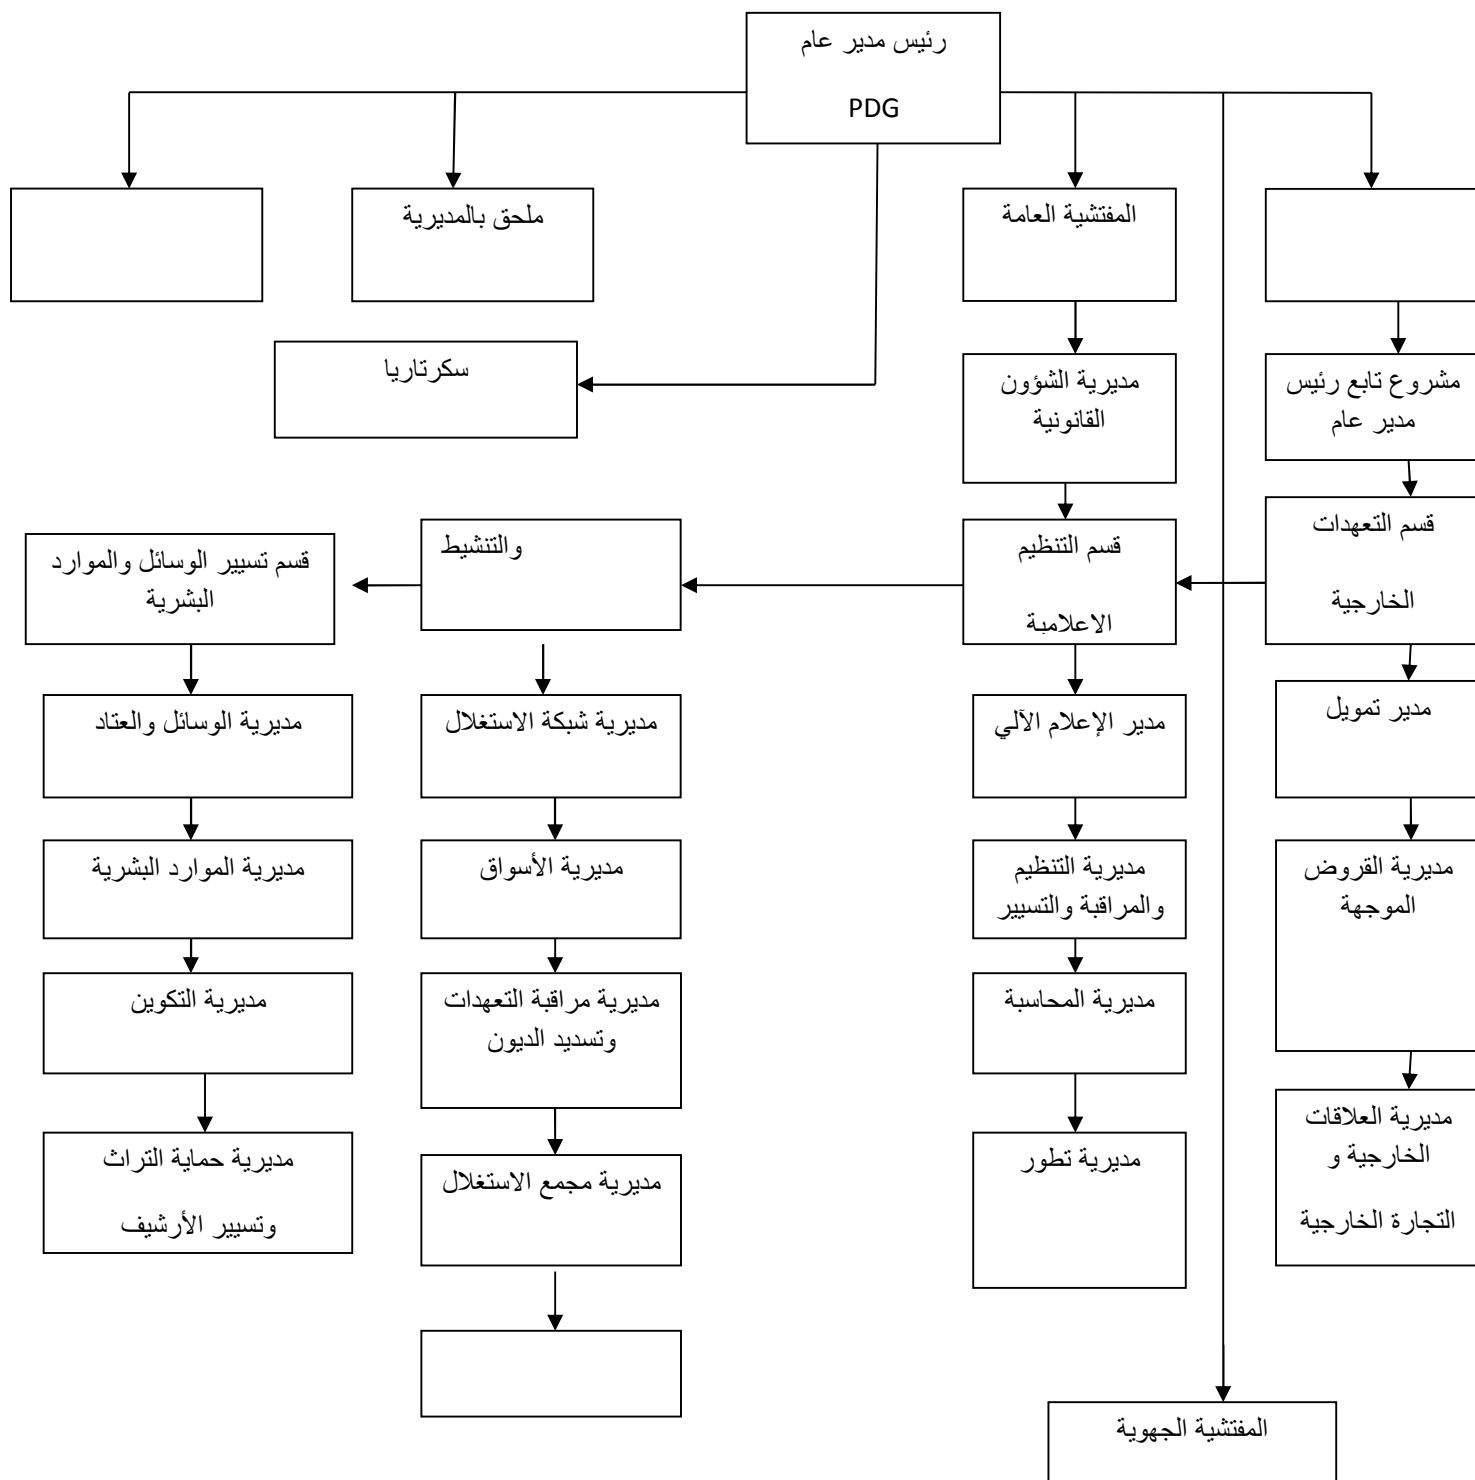 رئيس مدير عام
PDG
المفتشية العامة
ملحق بالمديرية
سكرتاريا
مديرية الشؤون
القانونية
مشروع تابع رئيس
مدير عام
قسم التعهدات
الخارجية
قسم التنظيم
الاعلامية
والتنشيط
قسم تسيير الوسائل والموارد
البشرية
مدير تمويل
مدير الإعلام الآلي
مديرية شبكة الاستغلال
مديرية الوسائل والعتاد
مديرية القروض
الموجهة
مديرية التنظيم
والمراقبة والتسيير
مديرية الأسواق
مديرية الموارد البشرية
مديرية المحاسبة
مديرية مراقبة التعهدات
وتسديد الديون
مديرية التكوين
مديرية العلاقات
الخارجية و
التجارة الخارجية
مديرية تطور
مديرية مجمع الاستغلال
مديرية حماية التراث
وتسيير الأرشيف
المفتشية الجهوية